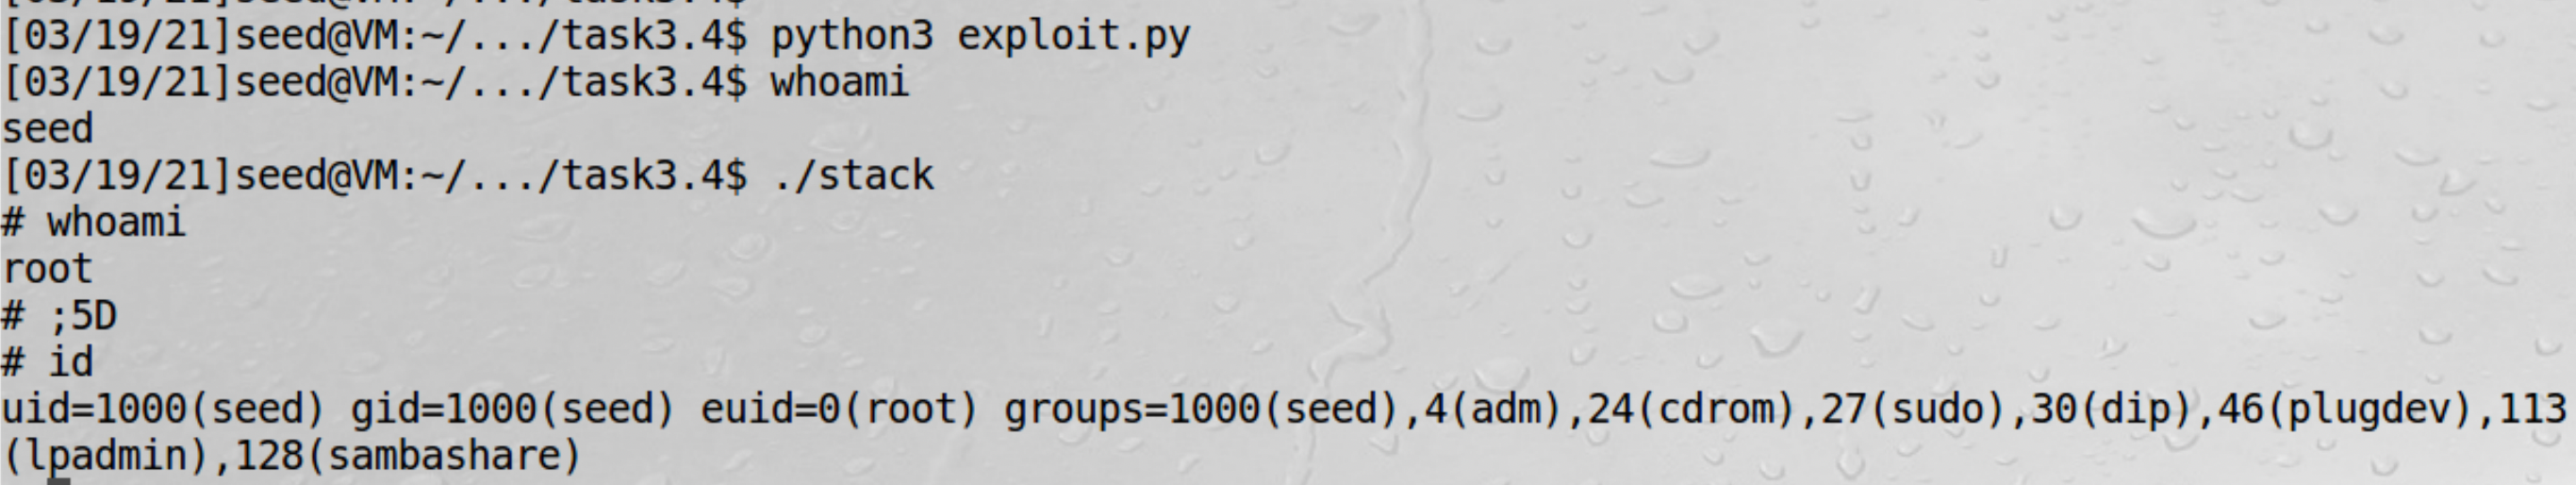 [03/19/21]seed@VM:~/.../task3.4$ python3 exploit.py
[03/19/21]seed@VM:~/.../task3.4$ whoami
seed
[03/19/21]seed@VM:~/.../task3.4$ ./stack
# whoami
root
# ;5D
# id
uid=1000(seed) gid=1000(seed) euid=0(root) groups=1000(seed),4(adm),24(cdrom),27(sudo),30(dip),46(plugdev),113
(lpadmin),128(sambashare)